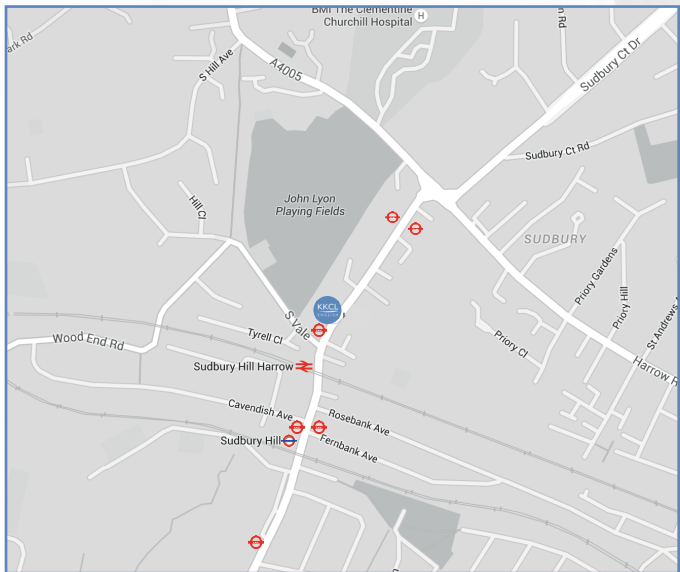 BMI The Clementine
Churchill Hospital
H
ark Rd
S Hill Ave
A4005
n Rd
Sudbury Ct Dr
Sudbury Ct Rd
Hill Cl
John Lyon
Playing Fields
SUDBURY
Priory Gardens
Priory Hill
St Andrews A
KKCL
S Vale
Tyrell Cl
Wood End Rd
Priory Cl
Harrow R
Sudbury Hill Harrow
Cavendish Ave
Rosebank Ave
Sudbury Hill
Fernbank Ave